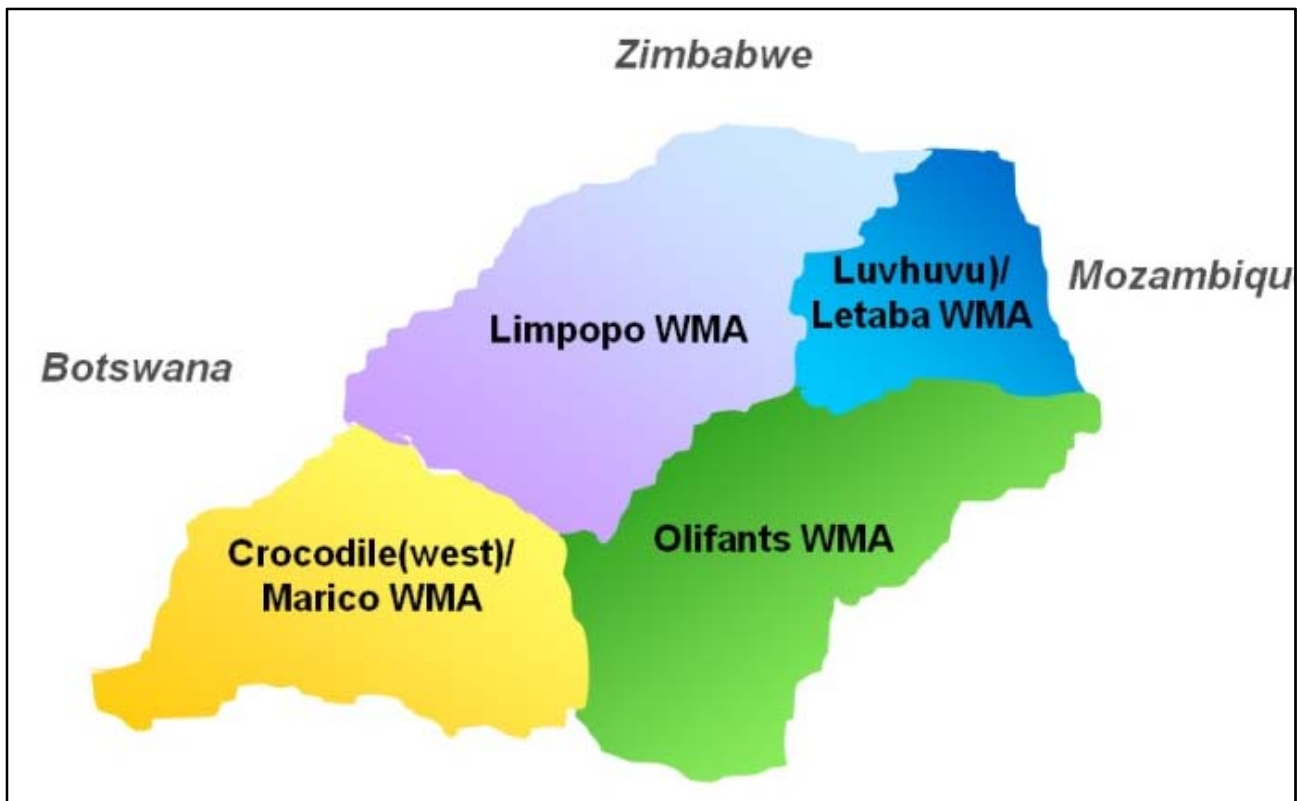 Zimbabwe
Luvhuvu)/
Letaba WMA
Mozambiqu
Limpopo WMA
Botswana
Olifants WMA
Crocodile(west)/
Marico WMA